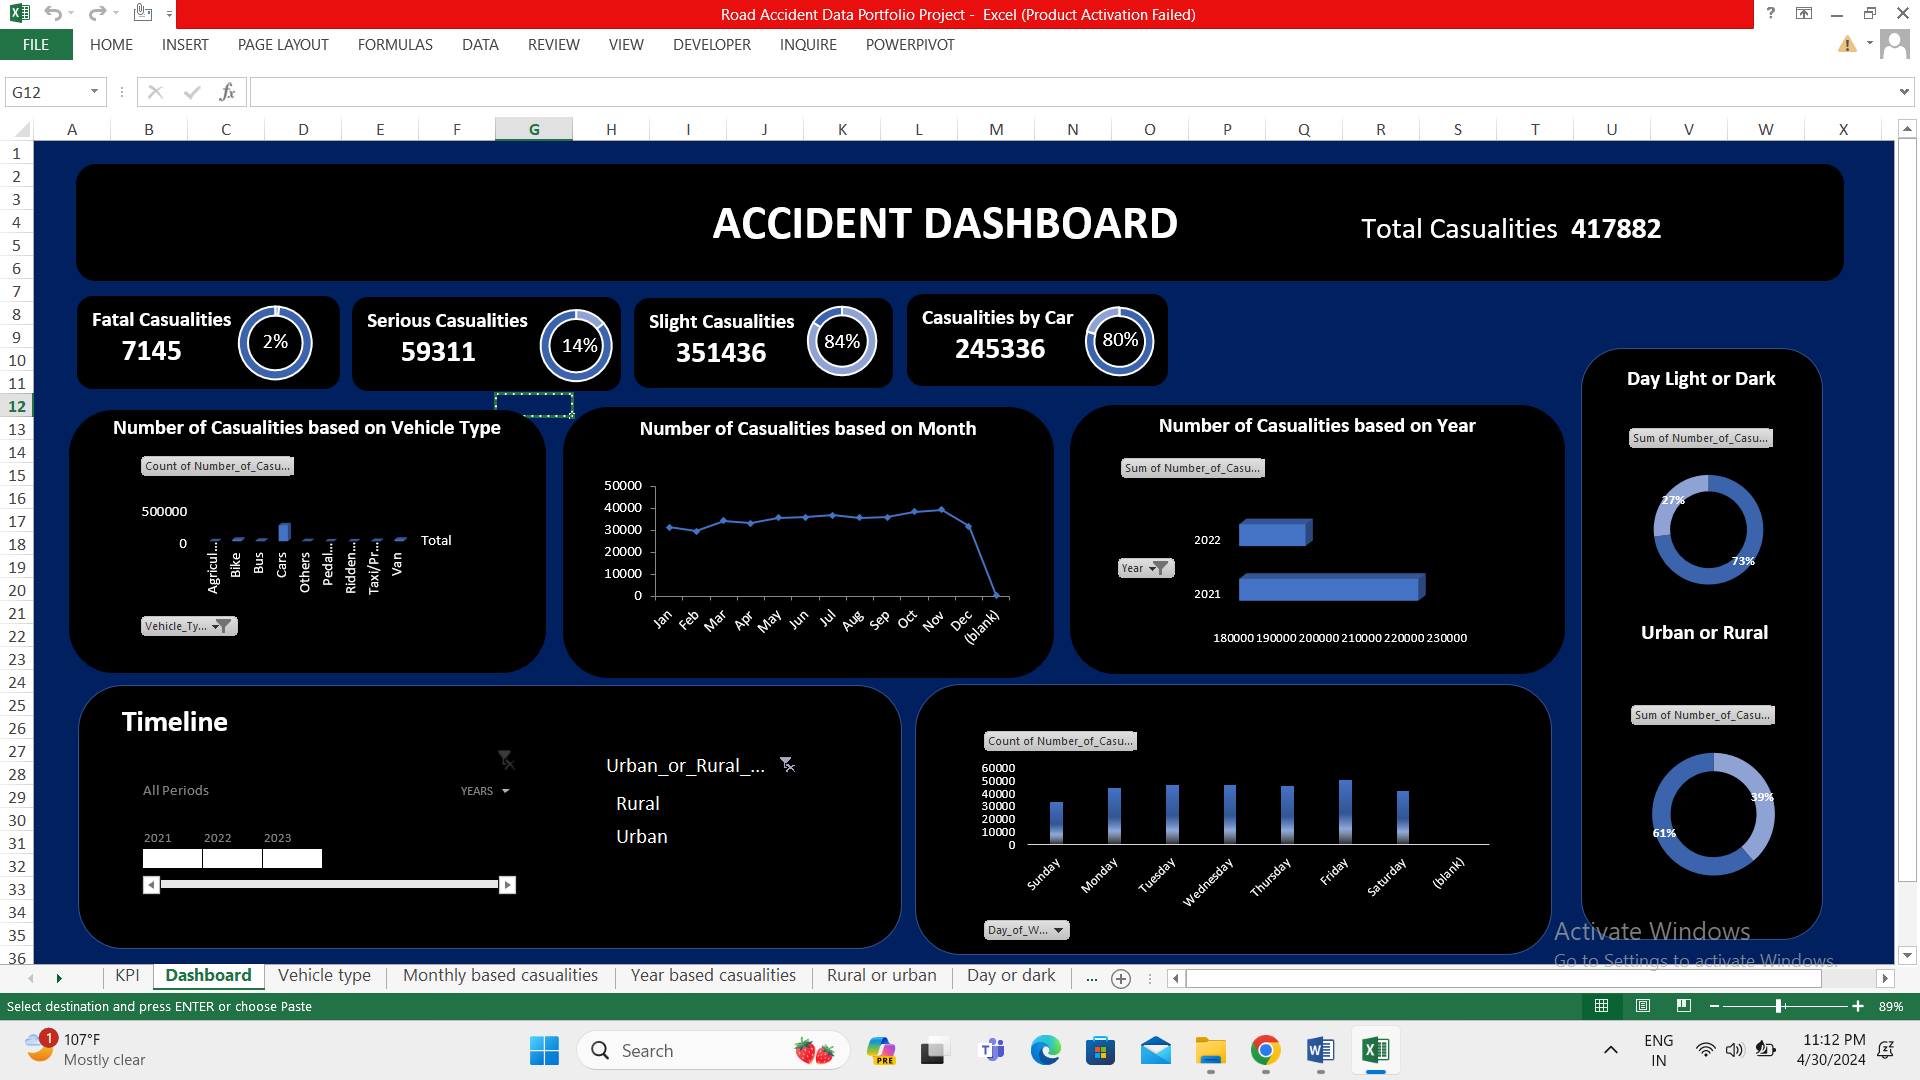 Road Accident Data Portfolio Project - Excel (Product Activation Failed)
FILE HOME INSERT PAGE LAYOUT FORMULAS DATA REVIEW VIEW DEVELOPER INQUIRE POWERPIVOT
G12
fx
A B C D E F G H I J K L M N O P Q R S T U V W X
1
2
3
4
5
6
7
8
9
10
11
12
13
14
15
16
17
18
19
20
21
22
23
24
25
26
27
28
29
30
31
32
33
34
35
36
ACCIDENT DASHBOARD
Total Casualities 417882
Fatal Casualities
7145
2%
Serious Casualities
59311
14%
Slight Casualities
351436
84%
Casualities by Car
245336
80%
Number of Casualities based on Vehicle Type
Count of Number_of_Casu...
500000
0
Agricul...
Bike
Bus
Cars
Others
Pedal...
Ridden...
Taxi/Pr...
Van
Total
Vehicle_Ty...
Number of Casualities based on Month
50000
40000
30000
20000
10000
0
Jan Feb Mar Apr May Jun Jul Aug Sep Oct Nov Dec (blank)
Number of Casualities based on Year
Sum of Number_of_Casu...
Year
2022
2021
180000 190000 200000 210000 220000 230000
Day Light or Dark
Sum of Number_of_Casu...
27%
73%
Urban or Rural
Sum of Number_of_Casu...
39%
61%
Timeline
All Periods
YEARS
2021 2022 2023
Urban_or_Rural_...
Rural
Urban
Count of Number_of_Casu...
60000
50000
40000
30000
20000
10000
0
Sunday Monday Tuesday Wednesday Thursday Friday Saturday (blank)
Day_of_W...
Activate Windows
Go to Settings to activate Windows.
KPI Dashboard Vehicle type Monthly based casualities Year based casualities Rural or urban Day or dark ...
Select destination and press ENTER or choose Paste
89%
1
107°F
Mostly clear
Search
PRE
ENG
IN
11:12 PM
4/30/2024